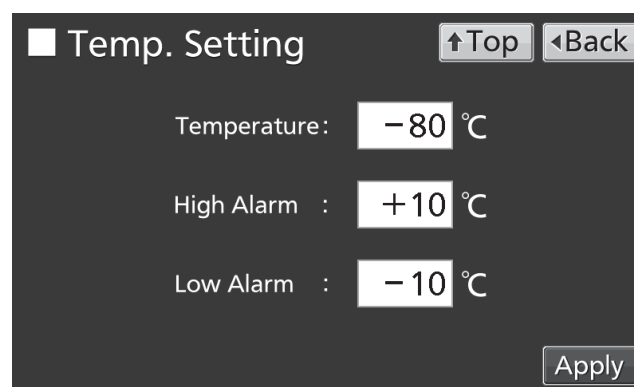 Temp. Setting ↑Top ◂Back
Temperature: −80 ℃
High Alarm : +10 ℃
Low Alarm : −10 ℃
Apply